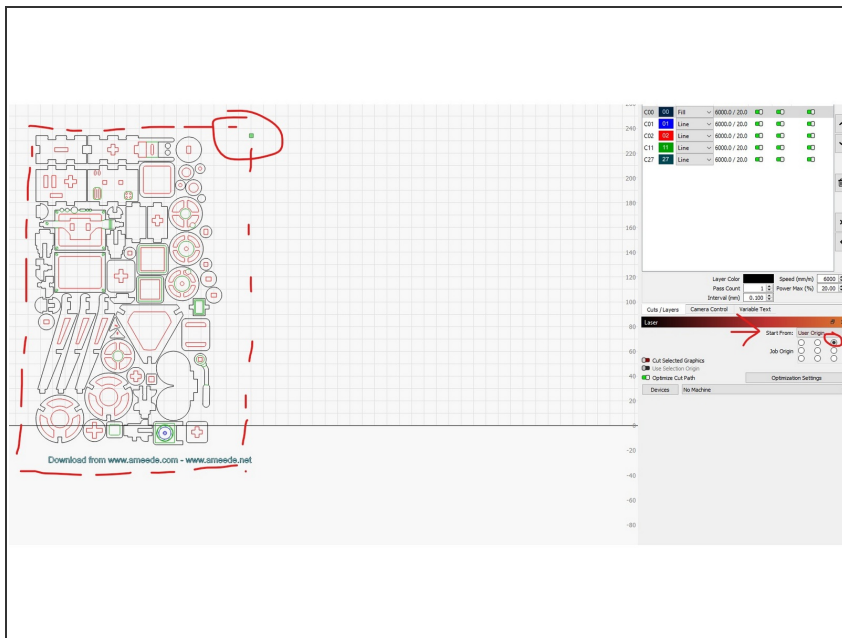 C00 00 Fill 6000.0 / 20.0
C01 01 Line 6000.0 / 20.0
C02 02 Line 6000.0 / 20.0
C11 11 Line 6000.0 / 20.0
C27 27 Line 6000.0 / 20.0
240
220
200
180
160
140
120
100
80
60
40
20
0
-20
-40
-60
-80
Layer Color Speed (mm/m) 6000
Pass Count 1 Power Max (%) 20.00
Interval (mm) 0.100
Cuts / Layers Camera Control Variable Text
Laser
Start From: User Origin
Job Origin
Cut Selected Graphics
Use Selection Origin
Optimize Cut Path Optimization Settings
Devices No Machine
Download from www.smeede.com - www.smeede.net